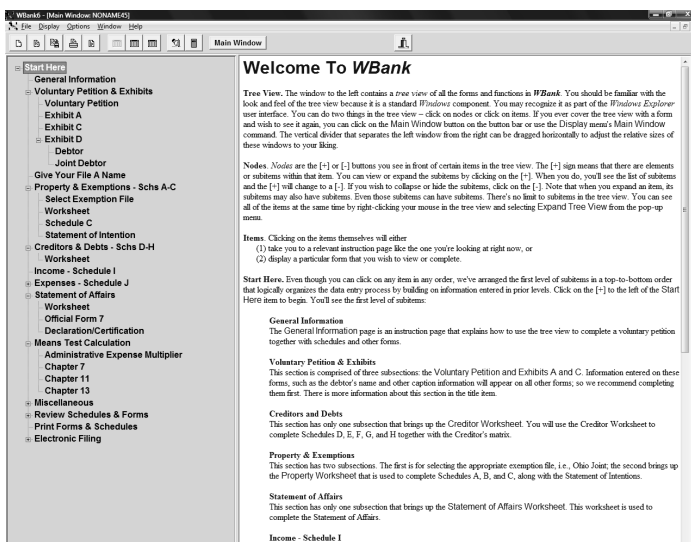 WBank6 - [Main Window: NONAME45]
File Display Options Window Help
Main Window
Start Here
General Information
Voluntary Petition & Exhibits
Voluntary Petition
Exhibit A
Exhibit C
Exhibit D
Debtor
Joint Debtor
Give Your File A Name
Property & Exemptions - Schs A-C
Select Exemption File
Worksheet
Schedule C
Statement of Intention
Creditors & Debts - Schs D-H
Worksheet
Income - Schedule I
Expenses - Schedule J
Statement of Affairs
Worksheet
Official Form 7
Declaration/Certification
Means Test Calculation
Administrative Expense Multiplier
Chapter 7
Chapter 11
Chapter 13
Miscellaneous
Review Schedules & Forms
Print Forms & Schedules
Electronic Filing
Welcome To WBank
Tree View. The window to the left contains a tree view of all the forms and functions in WBank. You should be familiar with the
look and feel of the tree view because it is a standard Windows component. You may recognize it as part of the Windows Explorer
user interface. You can do two things in the tree view – click on nodes or click on items. If you ever cover the tree view with a form
and wish to see it again, you can click on the Main Window button on the button bar or use the Display menu's Main Window
command. The vertical divider that separates the left window from the right can be dragged horizontally to adjust the relative sizes of
these windows to your liking.
Nodes. Nodes are the [+] or [-] buttons you see in front of certain items in the tree view. The [+] sign means that there are elements
or subitems within that item. You can view or expand the subitems by clicking on the [+]. When you do, you'll see the list of subitems
and the [+] will change to a [-]. If you wish to collapse or hide the subitems, click on the [-]. Note that when you expand an item, its
subitems may also have subitems. Even those subitems can have subitems. There's no limit to subitems in the tree view. You can see
all of the items at the same time by right-clicking your mouse in the tree view and selecting Expand Tree View from the pop-up
menu.
Items. Clicking on the items themselves will either
(1) take you to a relevant instruction page like the one you're looking at right now, or
(2) display a particular form that you wish to view or complete.
Start Here. Even though you can click on any item in any order, we've arranged the first level of subitems in a top-to-bottom order
that logically organizes the data entry process by building on information entered in prior levels. Click on the [+] to the left of the Start
Here item to begin. You'll see the first level of subitems:
General Information
The General Information page is an instruction page that explains how to use the tree view to complete a voluntary petition
together with schedules and other forms.
Voluntary Petition & Exhibits
This section is comprised of three subsections: the Voluntary Petition and Exhibits A and C. Information entered on these
forms, such as the debtor's name and other caption information will appear on all other forms; so we recommend completing
them first. There is more information about this section in the title item.
Creditors and Debts
This section has only one subsection that brings up the Creditor Worksheet. You will use the Creditor Worksheet to
complete Schedules D, E, F, G, and H together with the Creditor's matrix.
Property & Exemptions
This section has two subsections. The first is for selecting the appropriate exemption file, i.e., Ohio Joint; the second brings up
the Property Worksheet that is used to complete Schedules A, B, and C, along with the Statement of Intentions.
Statement of Affairs
This section has only one subsection that brings up the Statement of Affairs Worksheet. This worksheet is used to
complete the Statement of Affairs.
Income - Schedule I